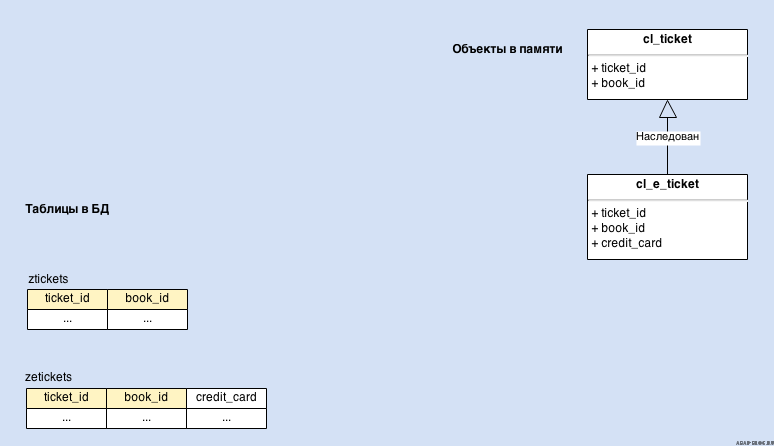 Объекты в памяти
cl_ticket
+ ticket_id
+ book_id
Наследован
cl_e_ticket
+ ticket_id
+ book_id
+ credit_card
Таблицы в БД
ztickets
ticket_id book_id
... ...
zetickets
ticket_id book_id credit_card
... ... ...